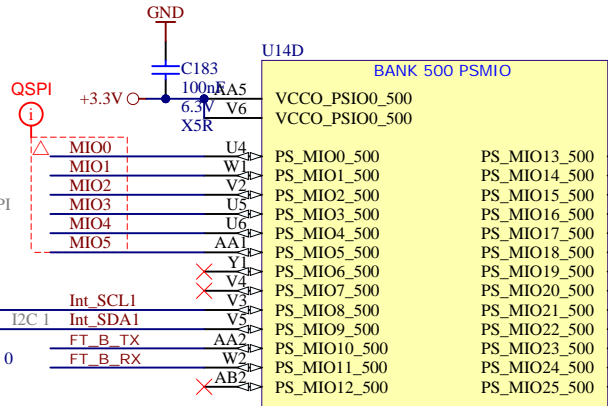 GND
U14D
BANK 500 PSMIO
C183
100nF
6.3V
X5R
QSPI
i
+3.3V
AA5 VCCO_PSIO0_500
V6 VCCO_PSIO0_500
MIO0 U4 PS_MIO0_500 PS_MIO13_500
MIO1 W1 PS_MIO1_500 PS_MIO14_500
MIO2 V2 PS_MIO2_500 PS_MIO15_500
PI MIO3 U5 PS_MIO3_500 PS_MIO16_500
MIO4 U6 PS_MIO4_500 PS_MIO17_500
MIO5 AA1 PS_MIO5_500 PS_MIO18_500
Y1 PS_MIO6_500 PS_MIO19_500
V4 PS_MIO7_500 PS_MIO20_500
Int_SCL1 V3 PS_MIO8_500 PS_MIO21_500
I2C 1 Int_SDA1 V5 PS_MIO9_500 PS_MIO22_500
FT_B_TX AA2 PS_MIO10_500 PS_MIO23_500
0 FT_B_RX W2 PS_MIO11_500 PS_MIO24_500
AB2 PS_MIO12_500 PS_MIO25_500